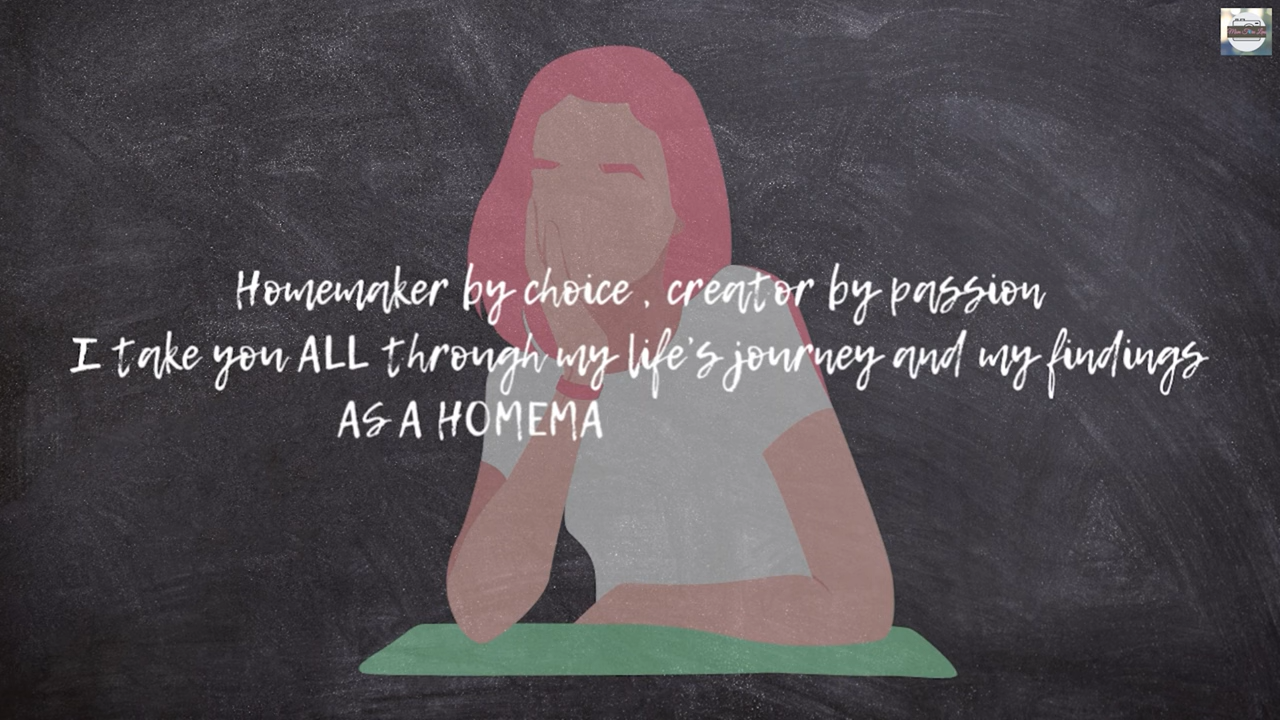 Homemaker by choice , creator by passion
I take you ALL through my life's journey and my findings
AS A HOMEMA